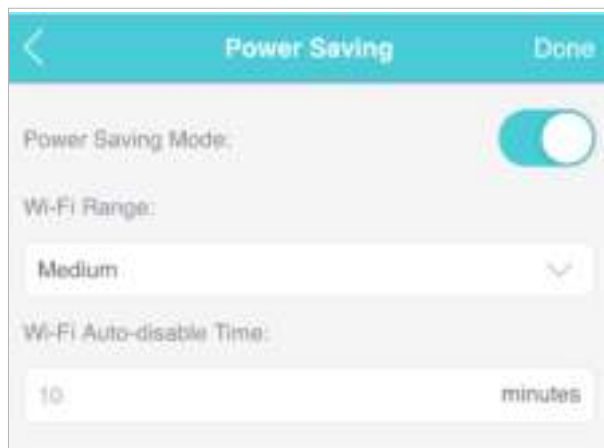 Power Saving Done
Power Saving Mode:
Wi-Fi Range:
Medium
Wi-Fi Auto-disable Time:
10 minutes